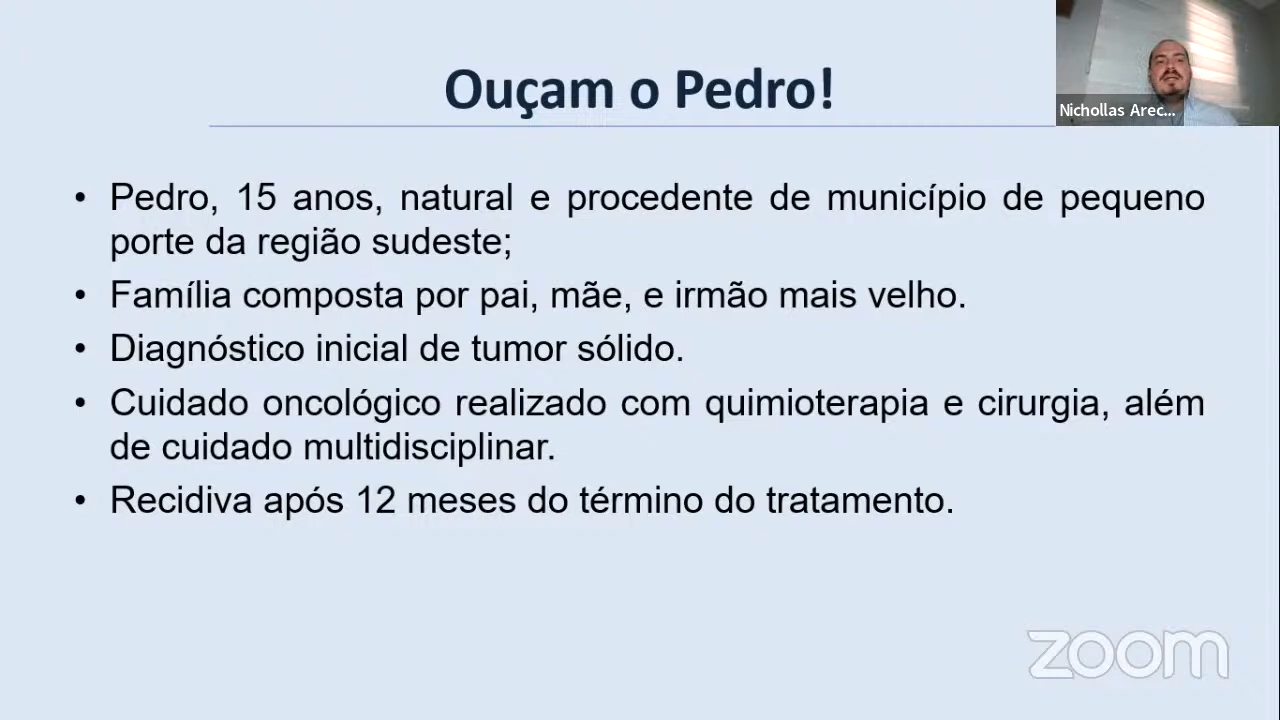 Ouçam o Pedro!
Nichollas Arec...
• Pedro, 15 anos, natural e procedente de município de pequeno
porte da região sudeste;
• Família composta por pai, mãe, e irmão mais velho.
• Diagnóstico inicial de tumor sólido.
• Cuidado oncológico realizado com quimioterapia e cirurgia, além
de cuidado multidisciplinar.
• Recidiva após 12 meses do término do tratamento.
zoom